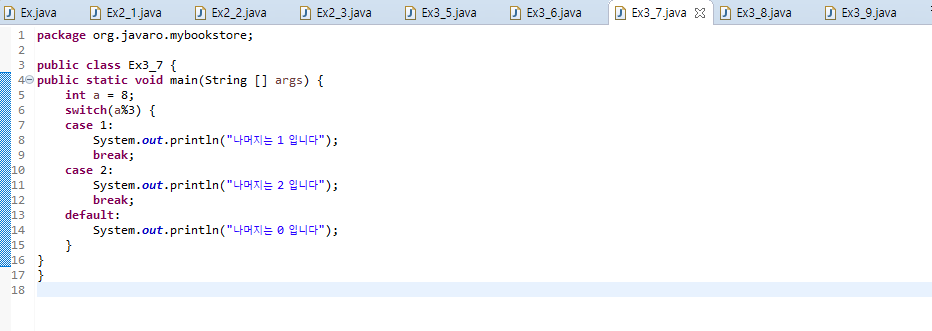 Ex.java Ex2_1.java Ex2_2.java Ex2_3.java Ex3_5.java Ex3_6.java Ex3_7.java Ex3_8.java Ex3_9.java
1 package org.javaro.mybookstore;
2
3 public class Ex3_7 {
4 public static void main(String [] args) {
5     int a = 8;
6     switch(a%3) {
7     case 1:
8         System.out.println("나머지는 1 입니다");
9         break;
10     case 2:
11         System.out.println("나머지는 2 입니다");
12         break;
13     default:
14         System.out.println("나머지는 0 입니다");
15     }
16 }
17 }
18